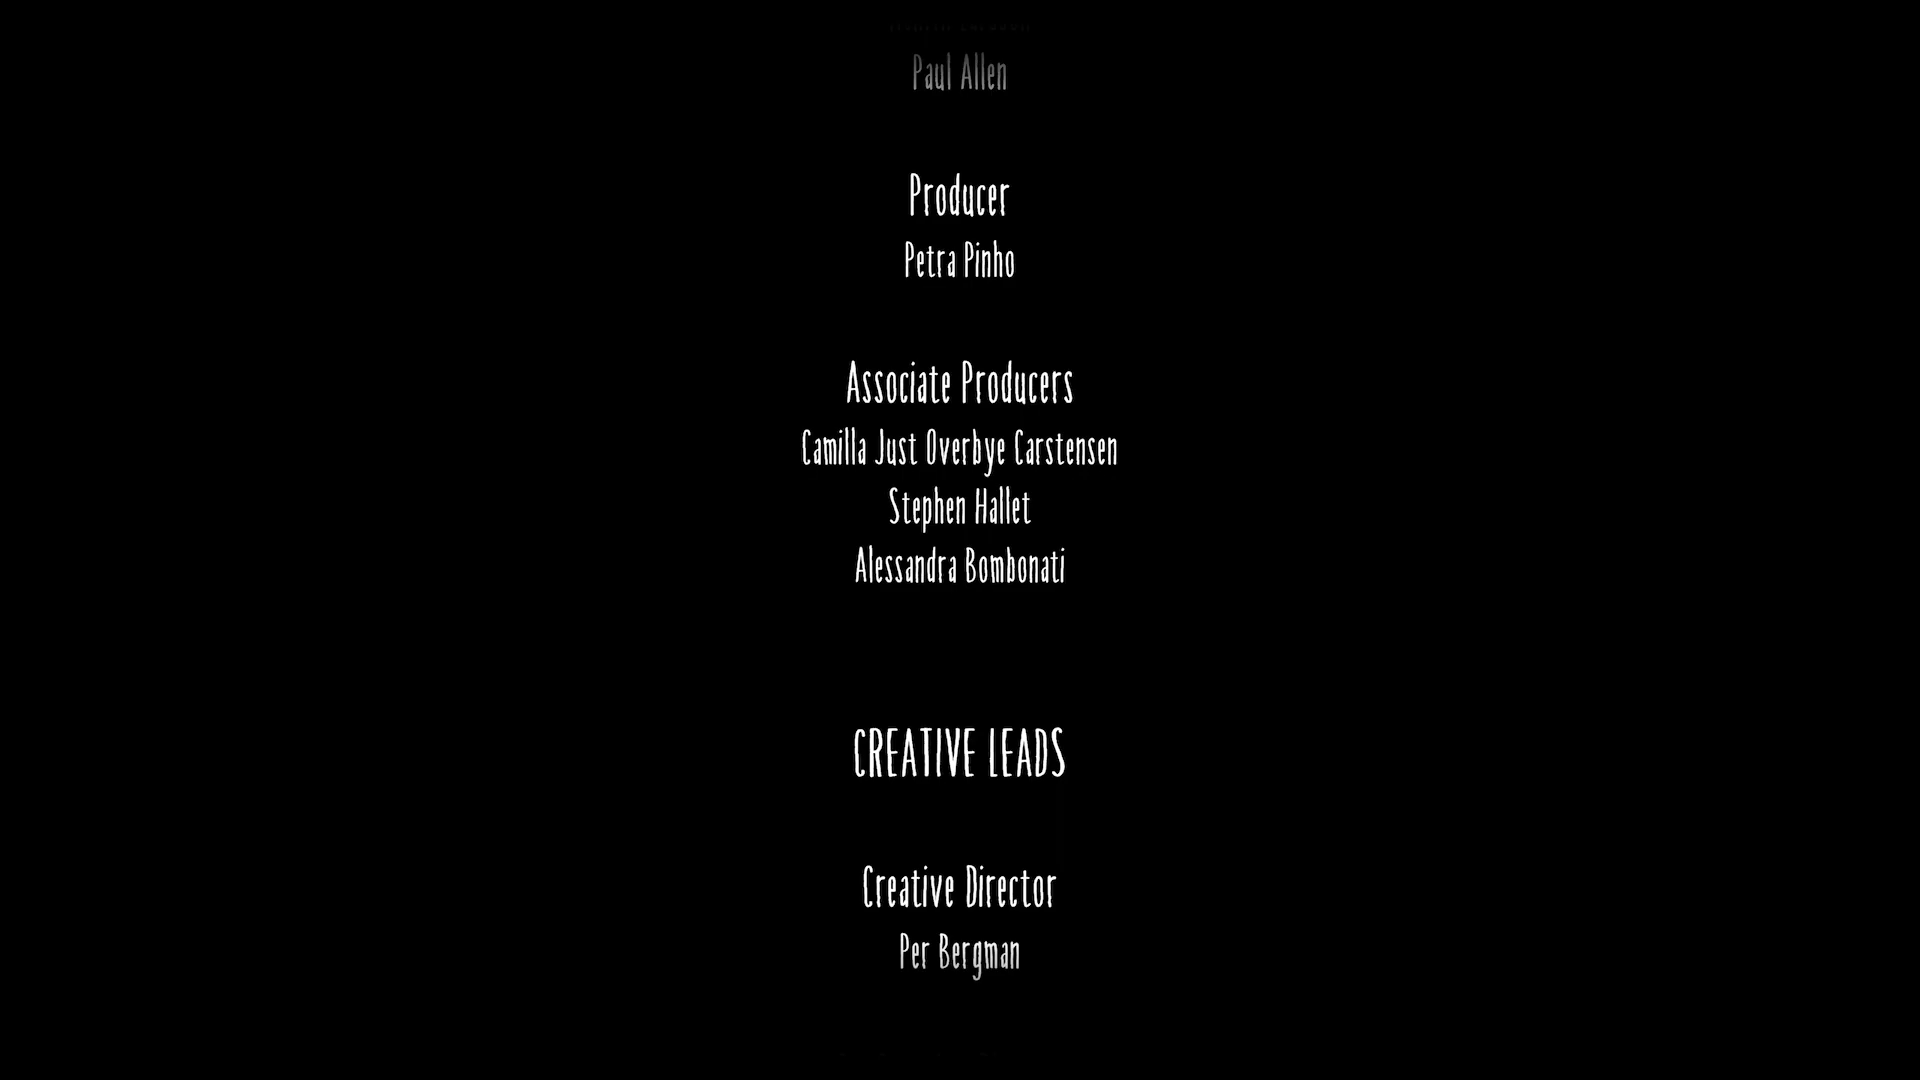 Paul Allen
Producer
Petra Pinho
Associate Producers
Camilla Just Overbye Carstensen
Stephen Hallet
Alessandra Bombonati
CREATIVE LEADS
Creative Director
Per Bergman